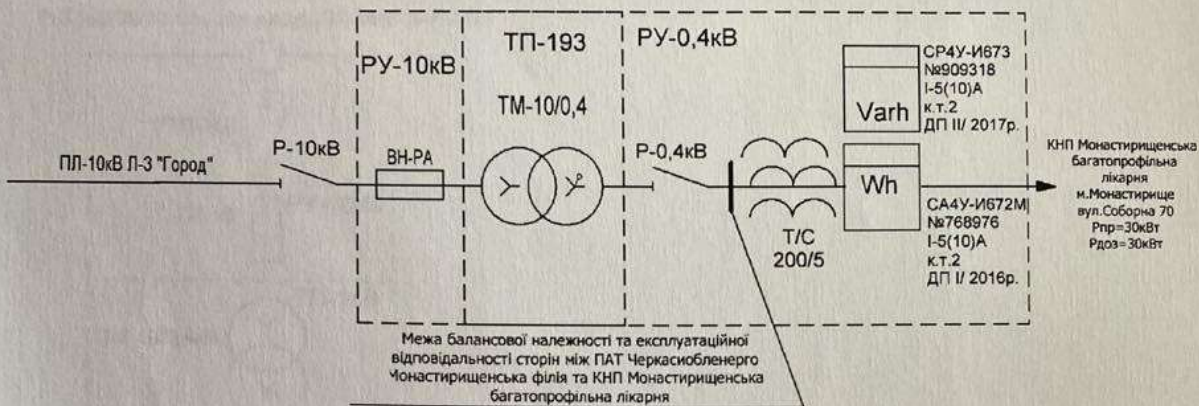 ПЛ-10кВ Л-3 "Город"
Р-10кВ
РУ-10кВ
ВН-РА
ТП-193
ТМ-10/0,4
РУ-0,4кВ
Р-0,4кВ
Т/С
200/5
Varh
СР4У-И673
№909318
I-5(10)А
к.т.2
ДП II/ 2017р.
Wh
СА4У-И672М
№768976
I-5(10)А
к.т.2
ДП I/ 2016р.
КНП Монастирищенська
багатопрофільна
лікарня
м.Монастирище
вул.Соборна 70
Рпр=30кВт
Рдоз=30кВт
Межа балансової належності та експлуатаційної
відповідальності сторін між ПАТ Черкасиобленерго
Монастирищенська філія та КНП Монастирищенська
багатопрофільна лікарня